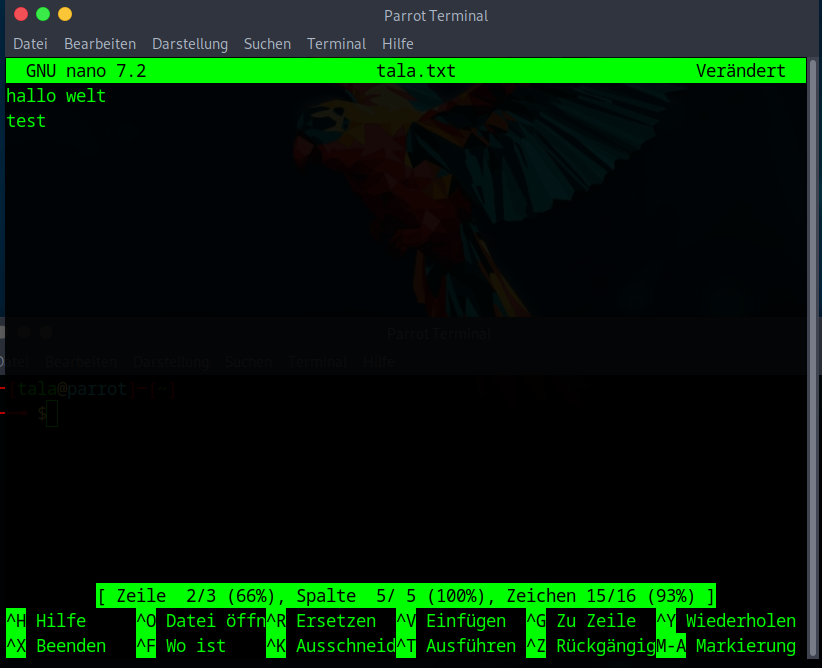 Parrot Terminal
Datei Bearbeiten Darstellung Suchen Terminal Hilfe
GNU nano 7.2 tala.txt Verändert
hallo welt
test
Parrot Terminal
Datei Bearbeiten Darstellung Suchen Terminal Hilfe
[tala@parrot]─[~]
$
[ Zeile  2/3 (66%), Spalte  5/ 5 (100%), Zeichen 15/16 (93%) ]
^H Hilfe ^O Datei öffn ^R Ersetzen ^V Einfügen ^G Zu Zeile ^Y Wiederholen
^X Beenden ^F Wo ist ^K Ausschneid ^T Ausführen ^Z Rückgängig M-A Markierung